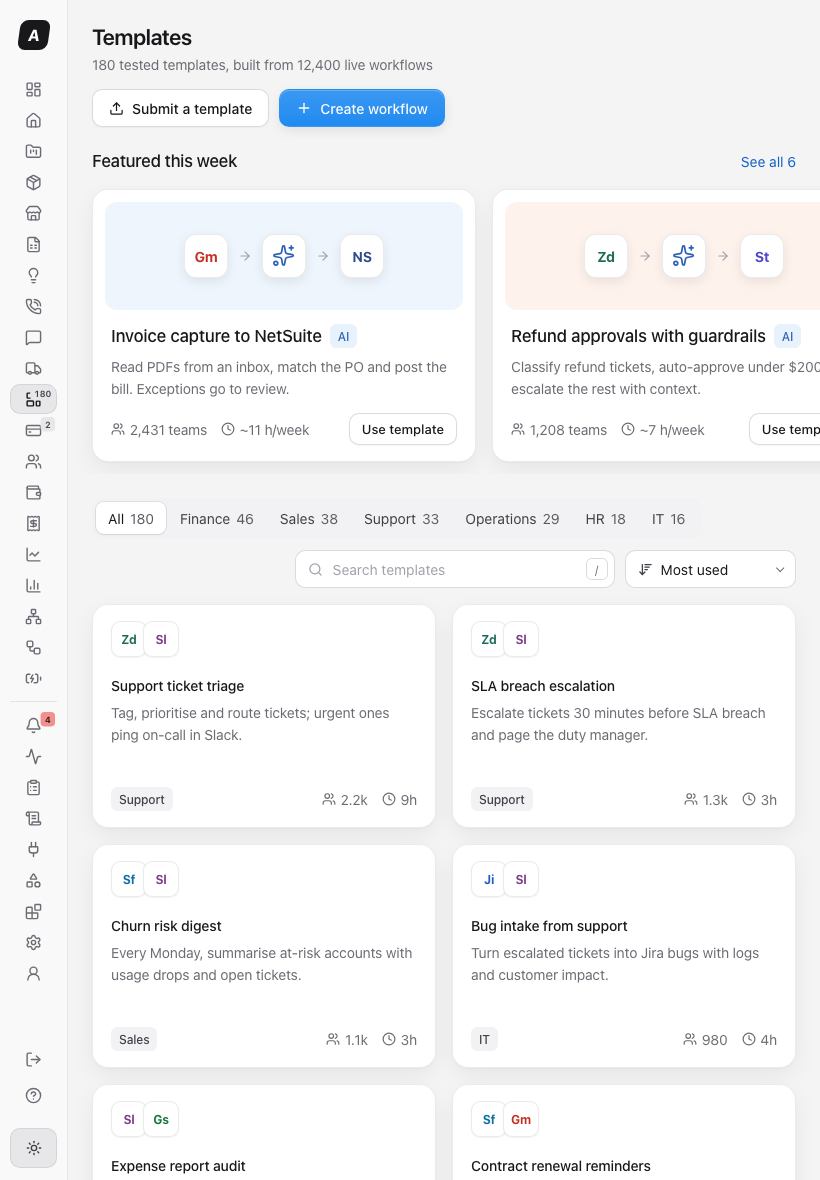 A
180
2
4
Templates
180 tested templates, built from 12,400 live workflows
Submit a template
Create workflow
Featured this week
See all 6
Gm
NS
Invoice capture to NetSuite
AI
Read PDFs from an inbox, match the PO and post the
bill. Exceptions go to review.
2,431 teams
~11 h/week
Use template
Zd
St
Refund approvals with guardrails
AI
Classify refund tickets, auto-approve under $200
escalate the rest with context.
1,208 teams
~7 h/week
Use temp
All 180
Finance 46
Sales 38
Support 33
Operations 29
HR 18
IT 16
Search templates
/
Most used
Zd
Sl
Support ticket triage
Tag, prioritise and route tickets; urgent ones
ping on-call in Slack.
Support
2.2k
9h
Zd
Sl
SLA breach escalation
Escalate tickets 30 minutes before SLA breach
and page the duty manager.
Support
1.3k
3h
Sf
Sl
Churn risk digest
Every Monday, summarise at-risk accounts with
usage drops and open tickets.
Sales
1.1k
3h
Ji
Sl
Bug intake from support
Turn escalated tickets into Jira bugs with logs
and customer impact.
IT
980
4h
Sl
Gs
Expense report audit
Sf
Gm
Contract renewal reminders